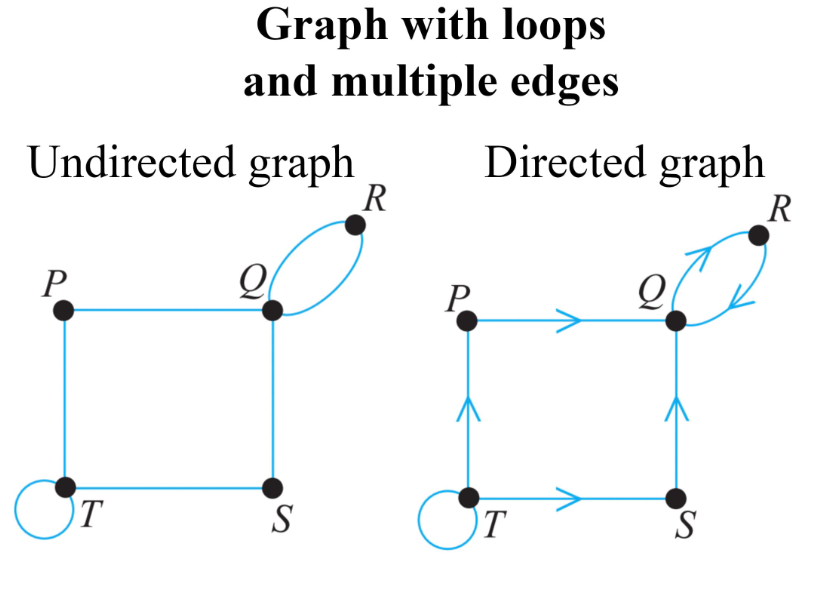 Graph with loops
and multiple edges
Undirected graph
Directed graph
R
P
Q
T
S
R
P
Q
T
S